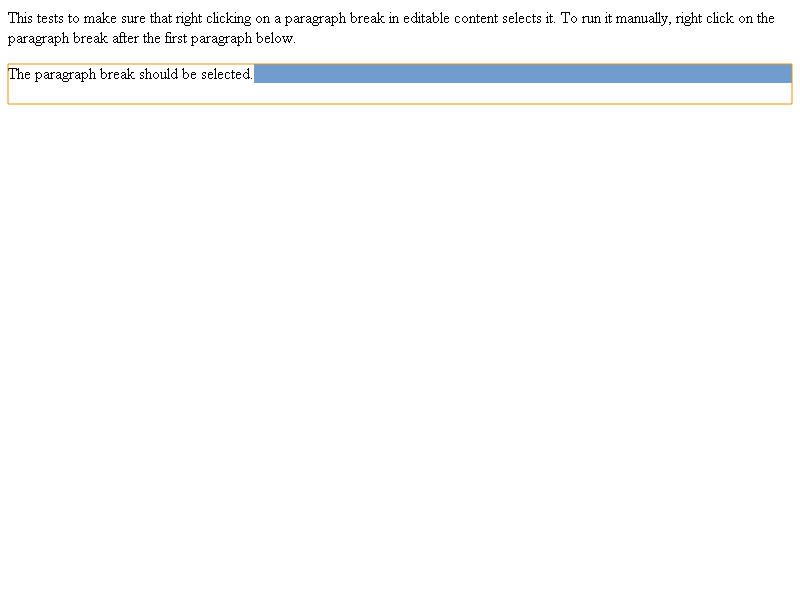 This tests to make sure that right clicking on a paragraph break in editable content selects it. To run it manually, right click on the
paragraph break after the first paragraph below.
The paragraph break should be selected.